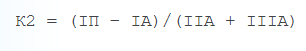 К2 = (IП − IА)/(IIА + IIIА)